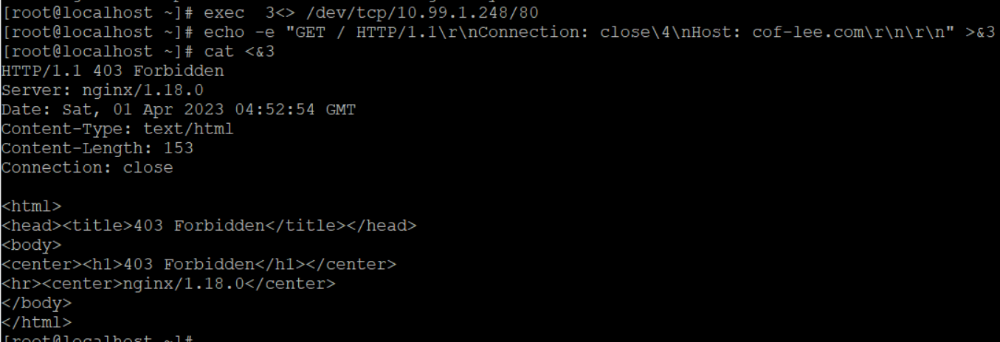 [root@localhost ~]# exec  3<> /dev/tcp/10.99.1.248/80
[root@localhost ~]# echo -e "GET / HTTP/1.1\r\nConnection: close\4\nHost: cof-lee.com\r\n\r\n" >&3
[root@localhost ~]# cat <&3
HTTP/1.1 403 Forbidden
Server: nginx/1.18.0
Date: Sat, 01 Apr 2023 04:52:54 GMT
Content-Type: text/html
Content-Length: 153
Connection: close

<html>
<head><title>403 Forbidden</title></head>
<body>
<center><h1>403 Forbidden</h1></center>
<hr><center>nginx/1.18.0</center>
</body>
</html>
[root@localhost ~]#